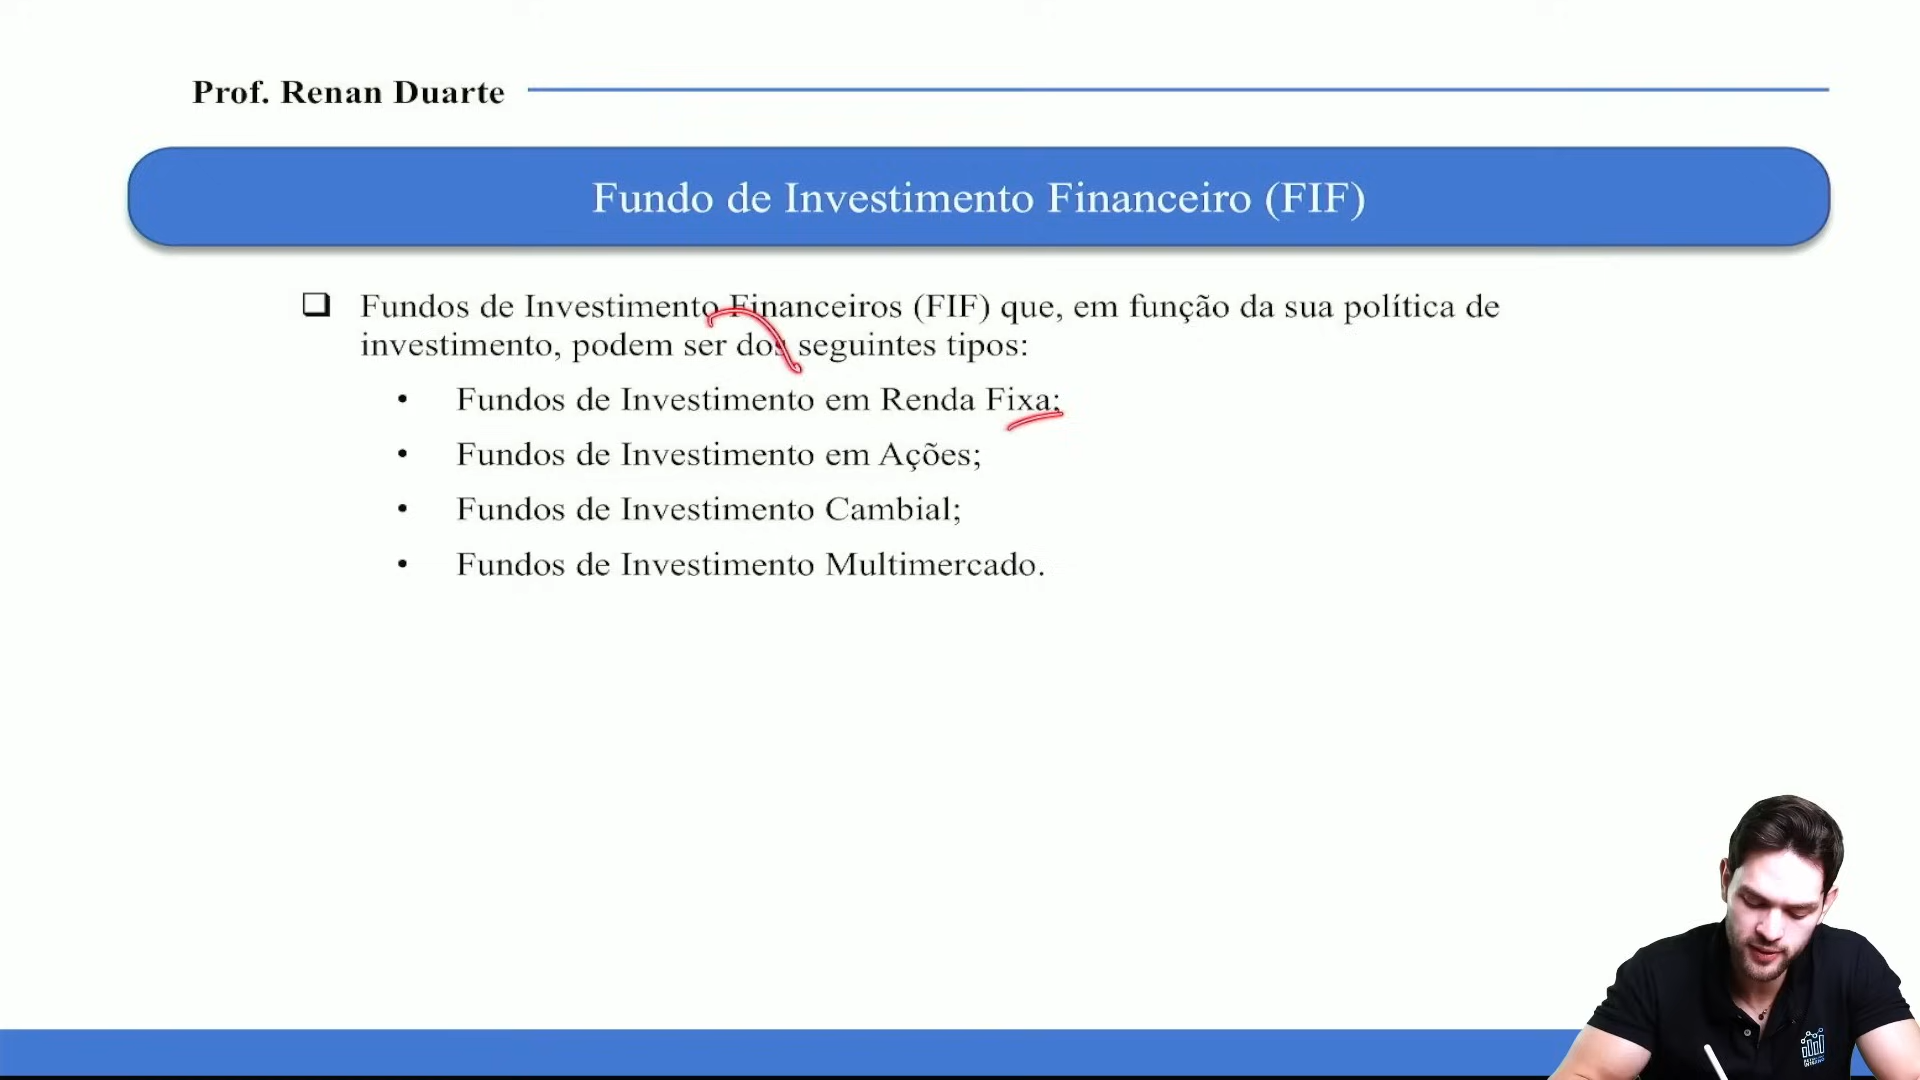 Prof. Renan Duarte
Fundo de Investimento Financeiro (FIF)
❑ Fundos de Investimento Financeiros (FIF) que, em função da sua política de
investimento, podem ser dos seguintes tipos:
• Fundos de Investimento em Renda Fixa;
• Fundos de Investimento em Ações;
• Fundos de Investimento Cambial;
• Fundos de Investimento Multimercado.